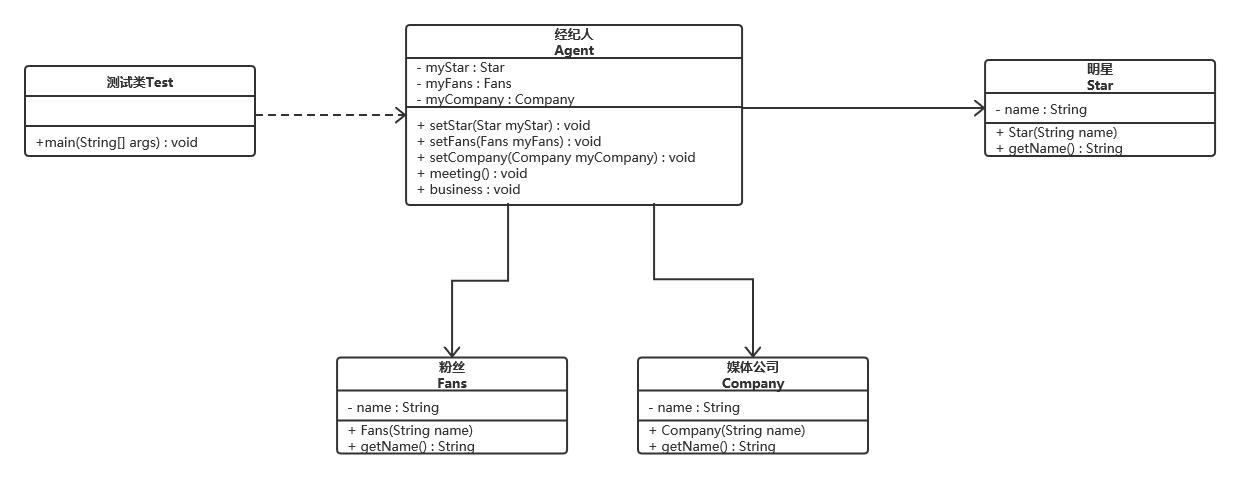 测试类Test
+main(String[] args) : void
经纪人
Agent
- myStar : Star
- myFans : Fans
- myCompany : Company
+ setStar(Star myStar) : void
+ setFans(Fans myFans) : void
+ setCompany(Company myCompany) : void
+ meeting() : void
+ business : void
明星
Star
- name : String
+ Star(String name)
+ getName() : String
粉丝
Fans
- name : String
+ Fans(String name)
+ getName() : String
媒体公司
Company
- name : String
+ Company(String name)
+ getName() : String